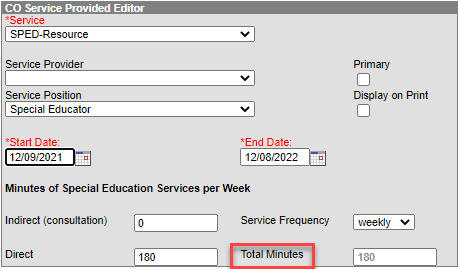 CO Service Provided Editor
*Service
SPED-Resource
Service Provider
Primary
Service Position
Display on Print
Special Educator
*Start Date:
*End Date:
12/09/2021
12/08/2022
Minutes of Special Education Services per Week
Indirect (consultation)
0
Service Frequency
weekly
Direct
180
Total Minutes
180